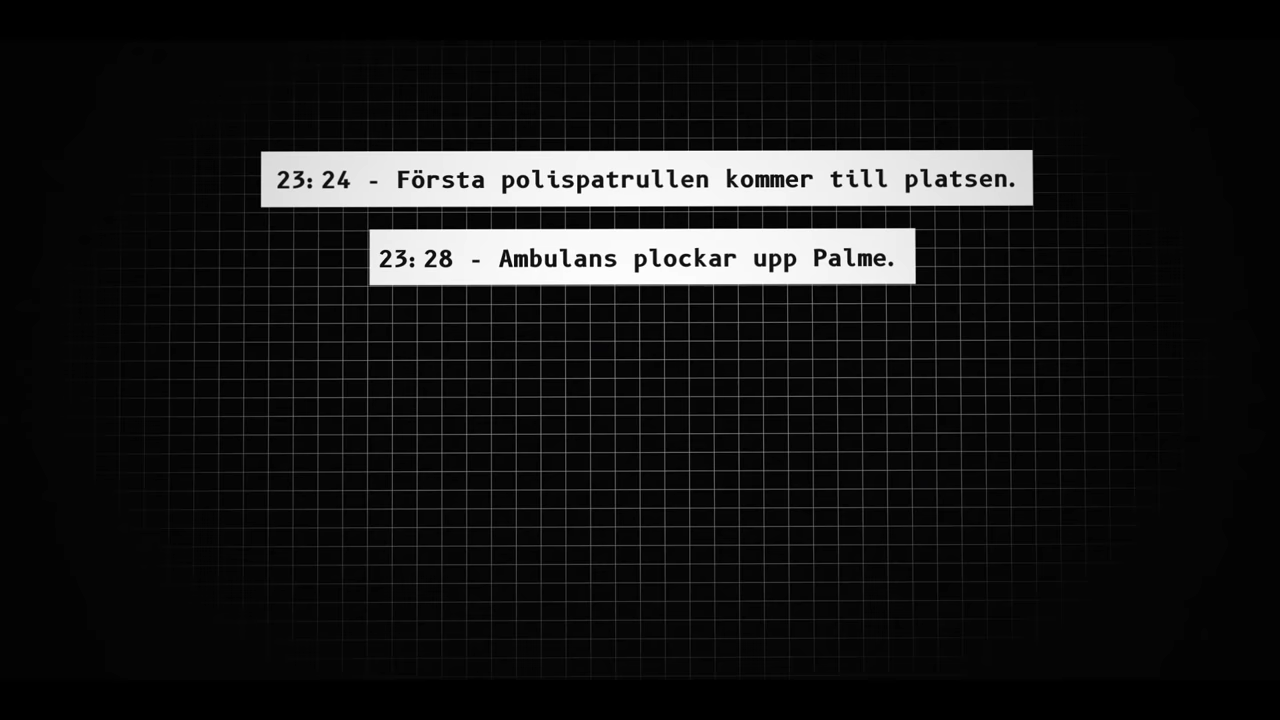 23:24 - Första polispatrullen kommer till platsen.
23:28 - Ambulans plockar upp Palme.